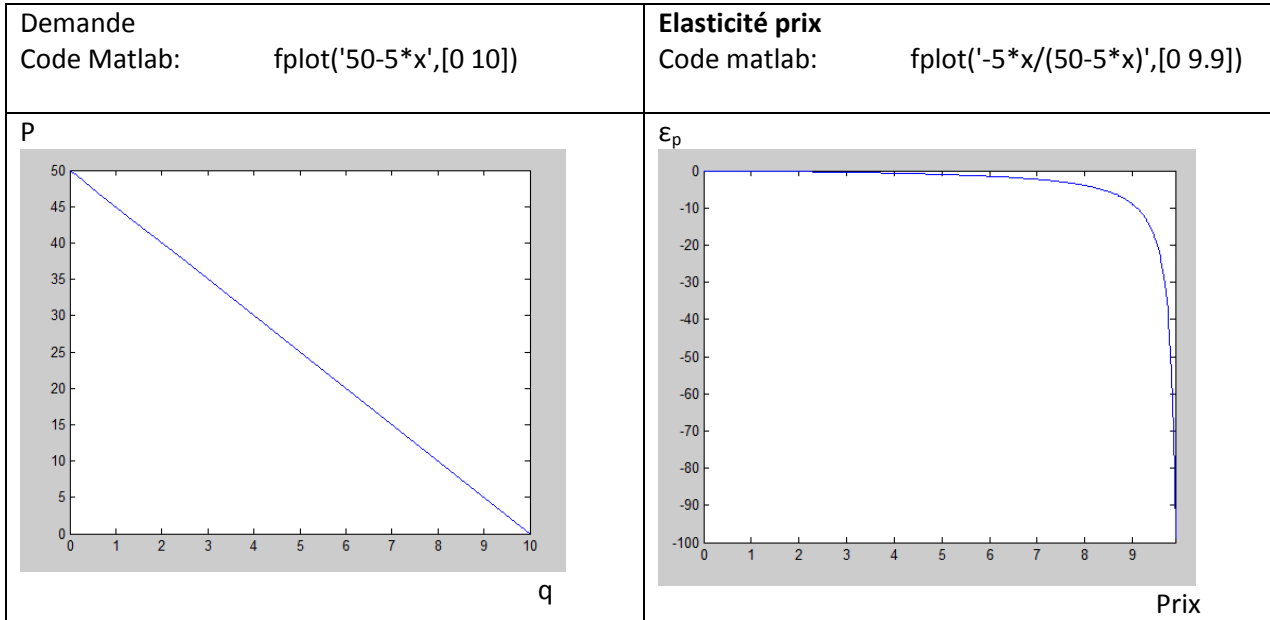 Demande
Code Matlab: fplot('50-5*x',[0 10])
Elasticité prix
Code matlab: fplot('-5*x/(50-5*x)',[0 9.9])
P
50
45
40
35
30
25
20
15
10
5
0
0 1 2 3 4 5 6 7 8 9 10
q
εp
0
-10
-20
-30
-40
-50
-60
-70
-80
-90
-100
0 1 2 3 4 5 6 7 8 9
Prix